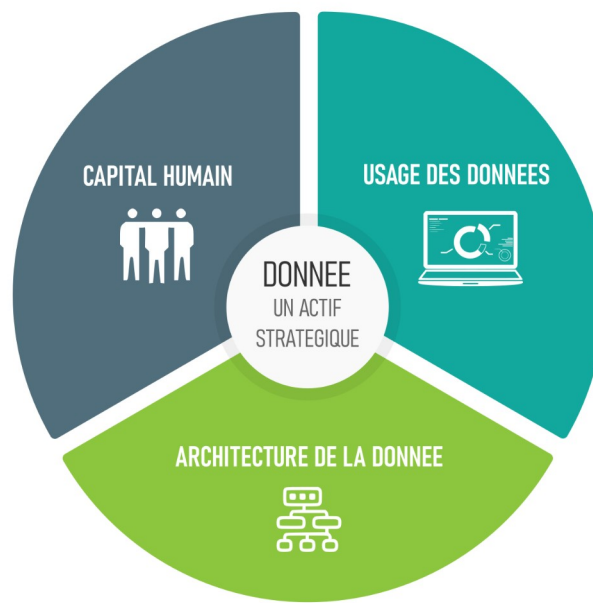 CAPITAL HUMAIN
USAGE DES DONNEES
DONNEE
UN ACTIF
STRATEGIQUE
ARCHITECTURE DE LA DONNEE